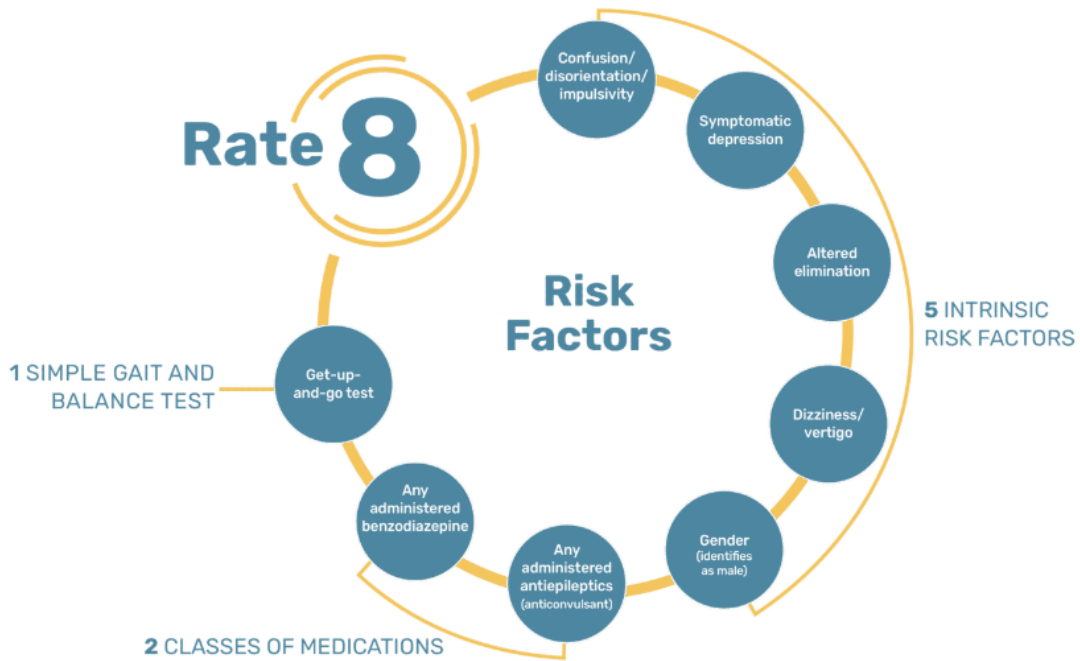 Rate 8
Confusion/
disorientation/
impulsivity
Symptomatic
depression
Altered
elimination
5 INTRINSIC
RISK FACTORS
Risk
Factors
Dizziness/
vertigo
Gender
(identifies
as male)
Any
administered
antiepileptics
(anticonvulsant)
Any
administered
benzodiazepine
2 CLASSES OF MEDICATIONS
Get-up-
and-go test
1 SIMPLE GAIT AND
BALANCE TEST